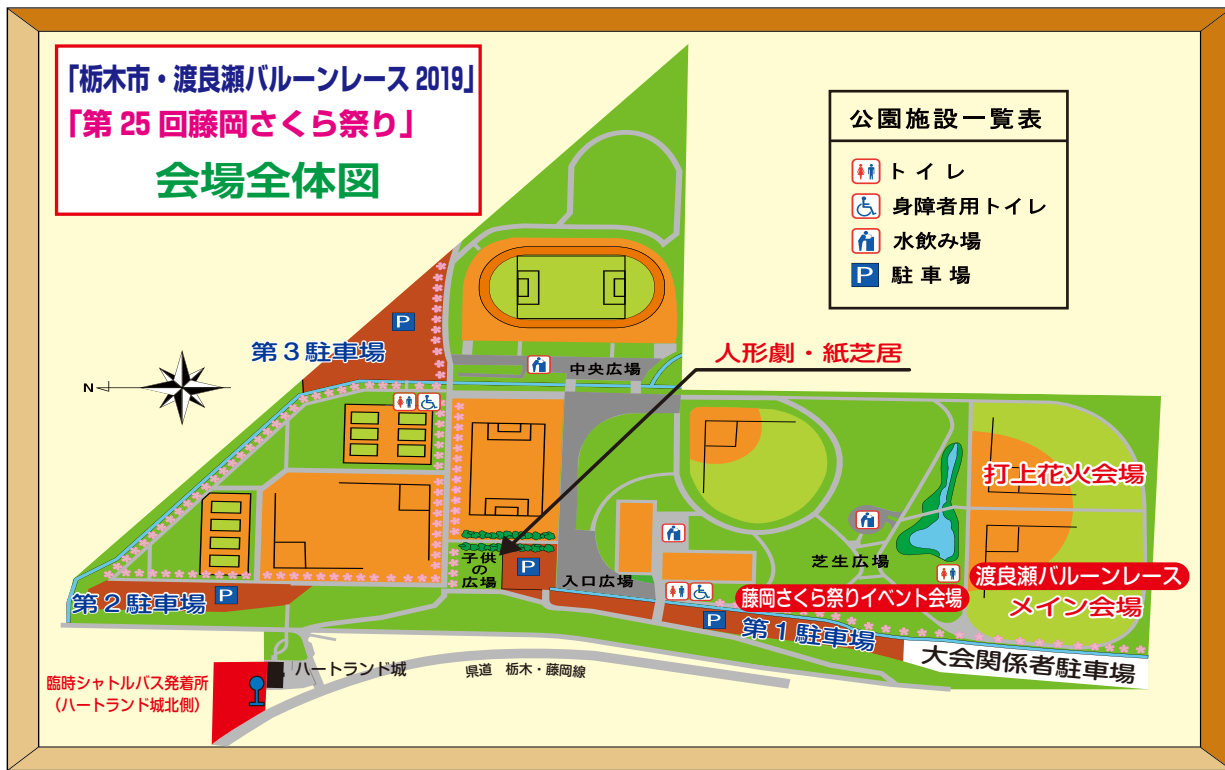 「栃木市・渡良瀬バルーンレース 2019」
「第 25 回藤岡さくら祭り」
会場全体図
公園施設一覧表
トイレ
身障者用トイレ
水飲み場
P 駐車場
P
第3駐車場
人形劇・紙芝居
中央広場
N
打上花火会場
子供の広場
P
入口広場
芝生広場
渡良瀬バルーンレース
メイン会場
藤岡さくら祭りイベント会場
第2駐車場
P
P
第1駐車場
大会関係者駐車場
ハートランド城
県道 栃木・藤岡線
臨時シャトルバス発着所
(ハートランド城北側)